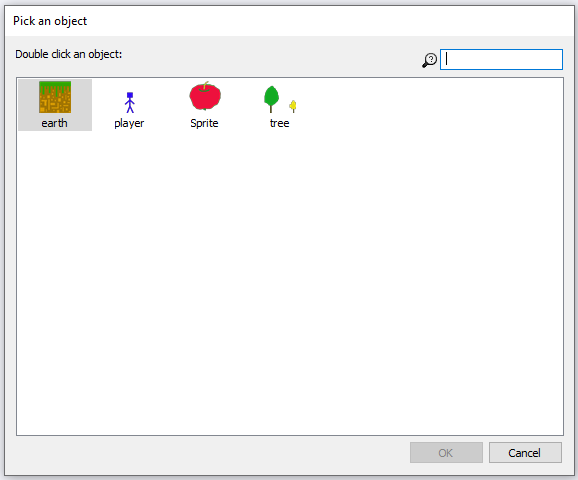 Pick an object
Double click an object:
earth
player
Sprite
tree
OK
Cancel